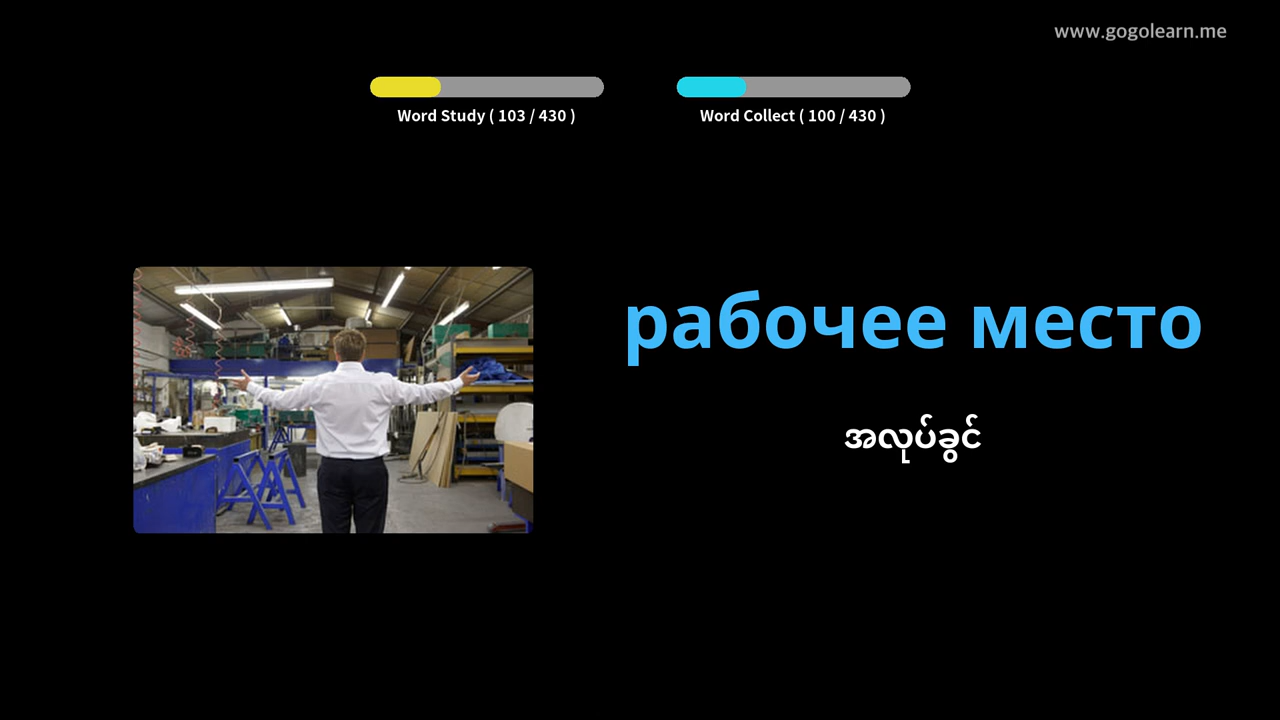 www.gogolearn.me
Word Study ( 103 / 430 )
Word Collect ( 100 / 430 )
рабочее место
အလုပ်ခွင်